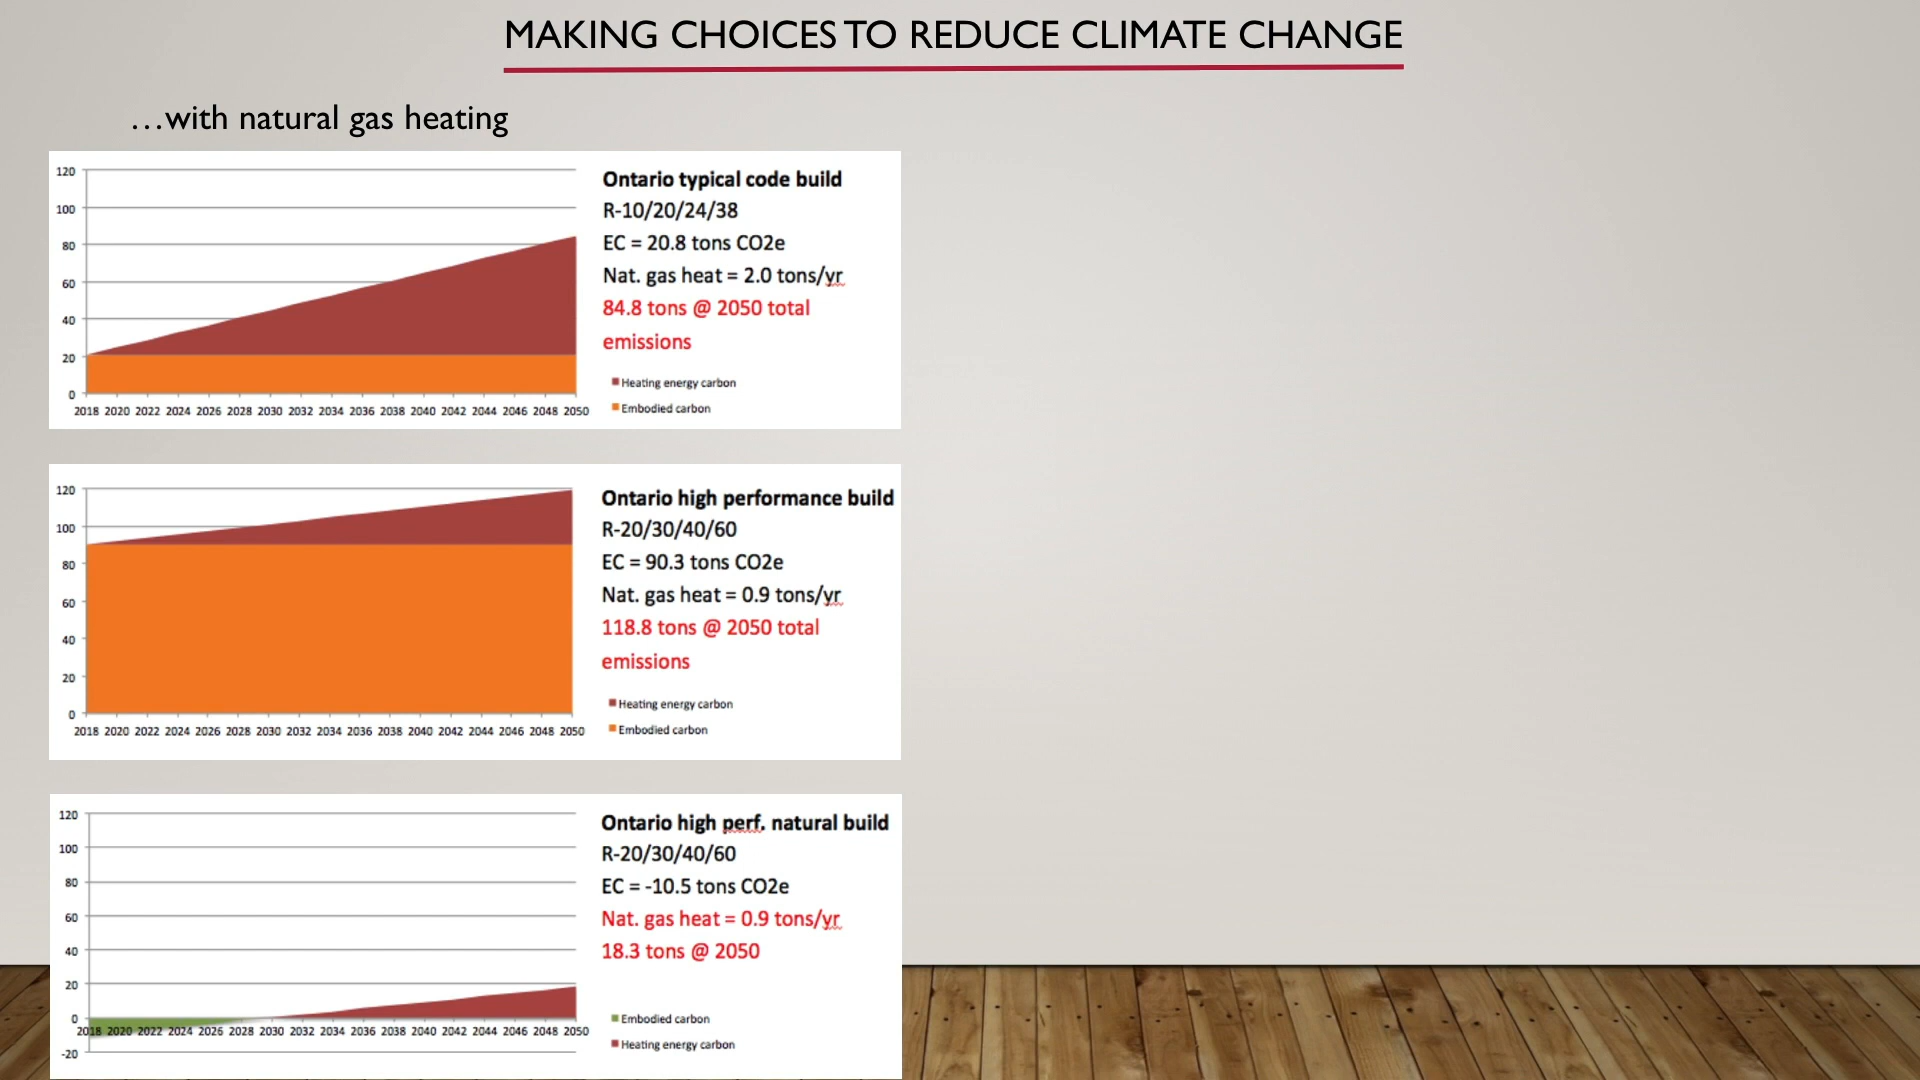 MAKING CHOICES TO REDUCE CLIMATE CHANGE
…with natural gas heating
120
100
80
60
40
20
0
2018 2020 2022 2024 2026 2028 2030 2032 2034 2036 2038 2040 2042 2044 2046 2048 2050
Ontario typical code build
R-10/20/24/38
EC = 20.8 tons CO2e
Nat. gas heat = 2.0 tons/yr
84.8 tons @ 2050 total
emissions
Heating energy carbon
Embodied carbon
120
100
80
60
40
20
0
2018 2020 2022 2024 2026 2028 2030 2032 2034 2036 2038 2040 2042 2044 2046 2048 2050
Ontario high performance build
R-20/30/40/60
EC = 90.3 tons CO2e
Nat. gas heat = 0.9 tons/yr
118.8 tons @ 2050 total
emissions
Heating energy carbon
Embodied carbon
120
100
80
60
40
20
0
-20
2018 2020 2022 2024 2026 2028 2030 2032 2034 2036 2038 2040 2042 2044 2046 2048 2050
Ontario high perf. natural build
R-20/30/40/60
EC = -10.5 tons CO2e
Nat. gas heat = 0.9 tons/yr
18.3 tons @ 2050
Embodied carbon
Heating energy carbon